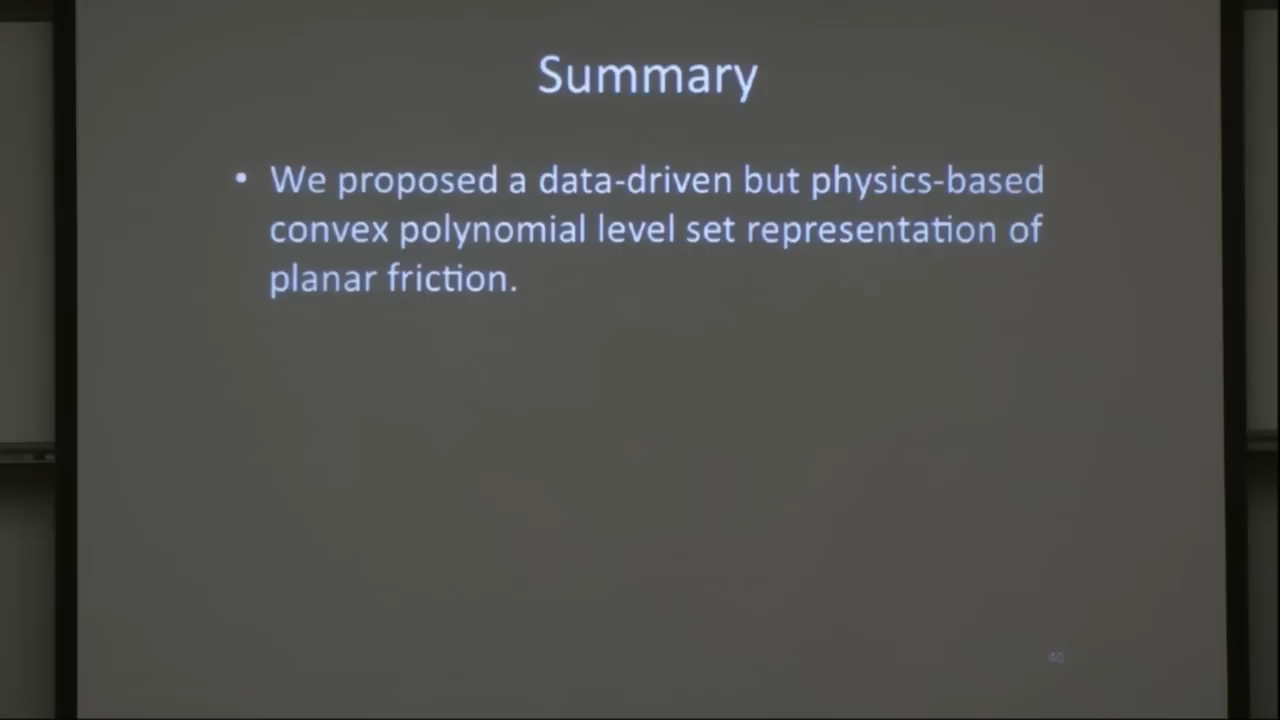 Summary
• We proposed a data-driven but physics-based
convex polynomial level set representation of
planar friction.